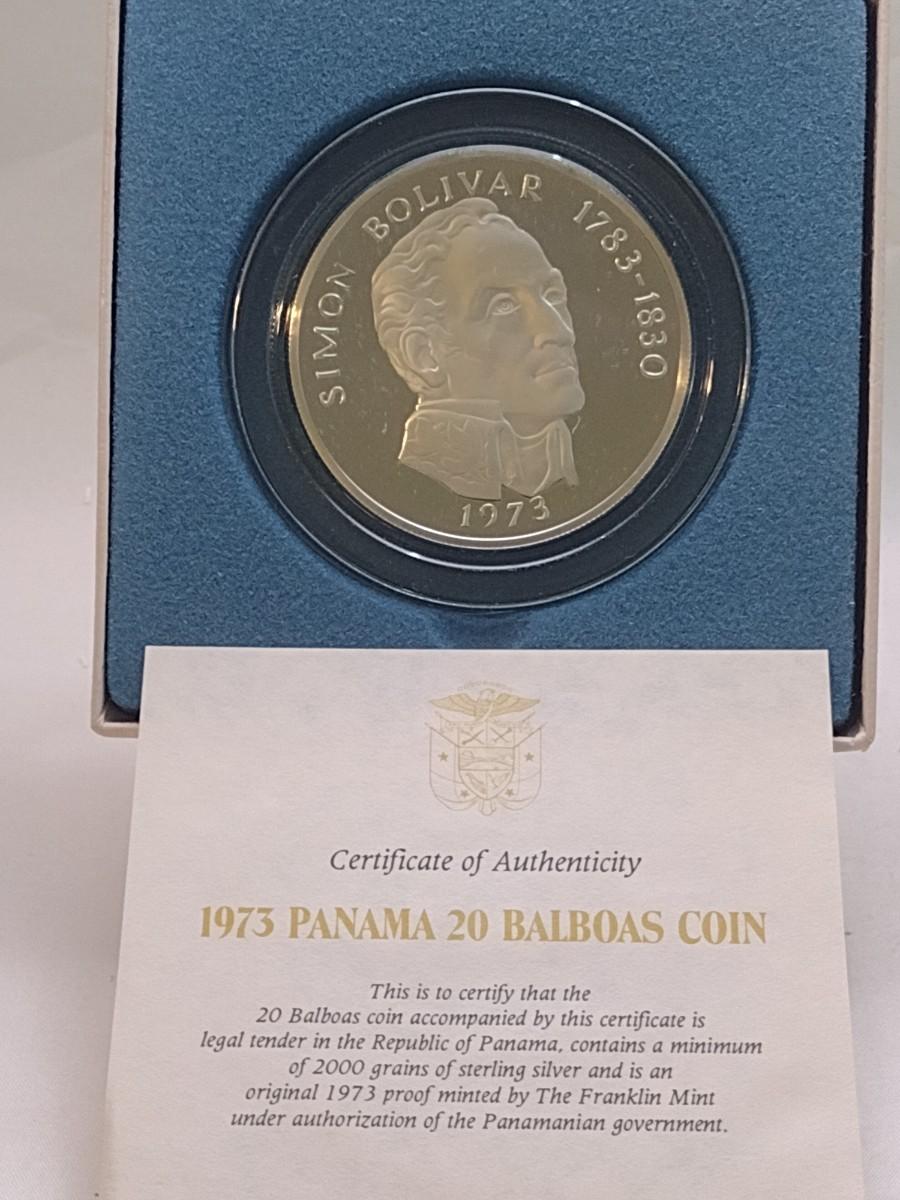 SIMON BOLIVAR 1783-1830
1973
Certificate of Authenticity
1973 PANAMA 20 BALBOAS COIN
This is to certify that the
20 Balboas coin accompanied by this certificate is
legal tender in the Republic of Panama, contains a minimum
of 2000 grains of sterling silver and is an
original 1973 proof minted by The Franklin Mint
under authorization of the Panamanian government.